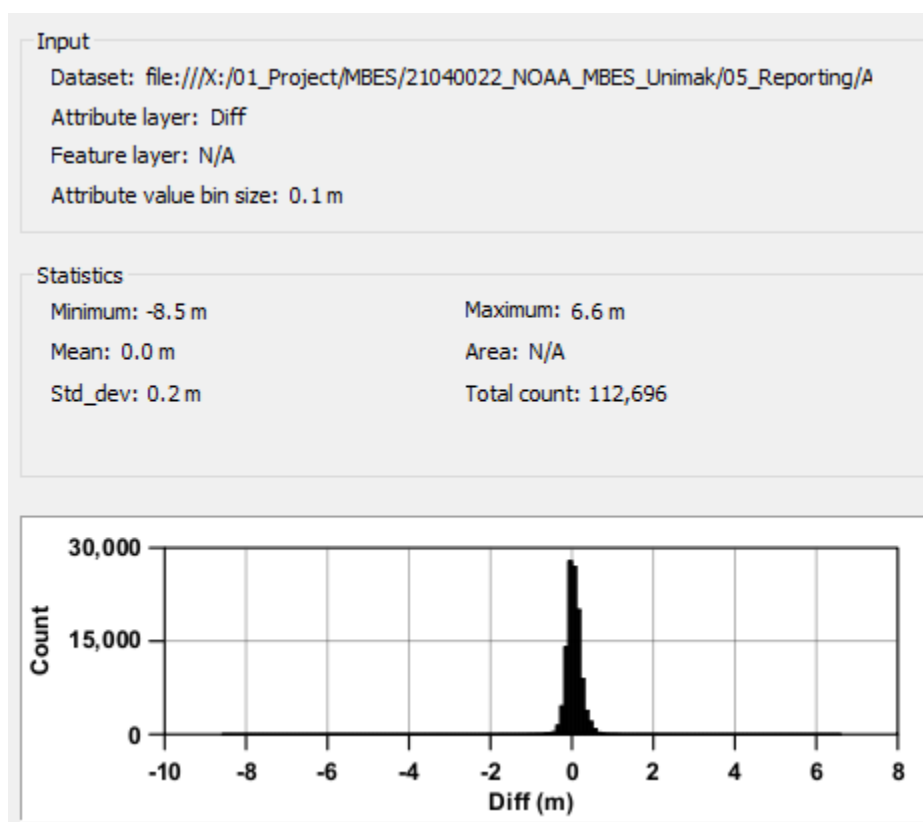 Input
Dataset: file:///X:/01_Project/MBES/21040022_NOAA_MBES_Unimak/05_Reporting/A
Attribute layer: Diff
Feature layer: N/A
Attribute value bin size: 0.1 m
Statistics
Minimum: -8.5 m Maximum: 6.6 m
Mean: 0.0 m Area: N/A
Std_dev: 0.2 m Total count: 112,696
30,000
15,000
0
Count
-10 -8 -6 -4 -2 0 2 4 6 8
Diff (m)